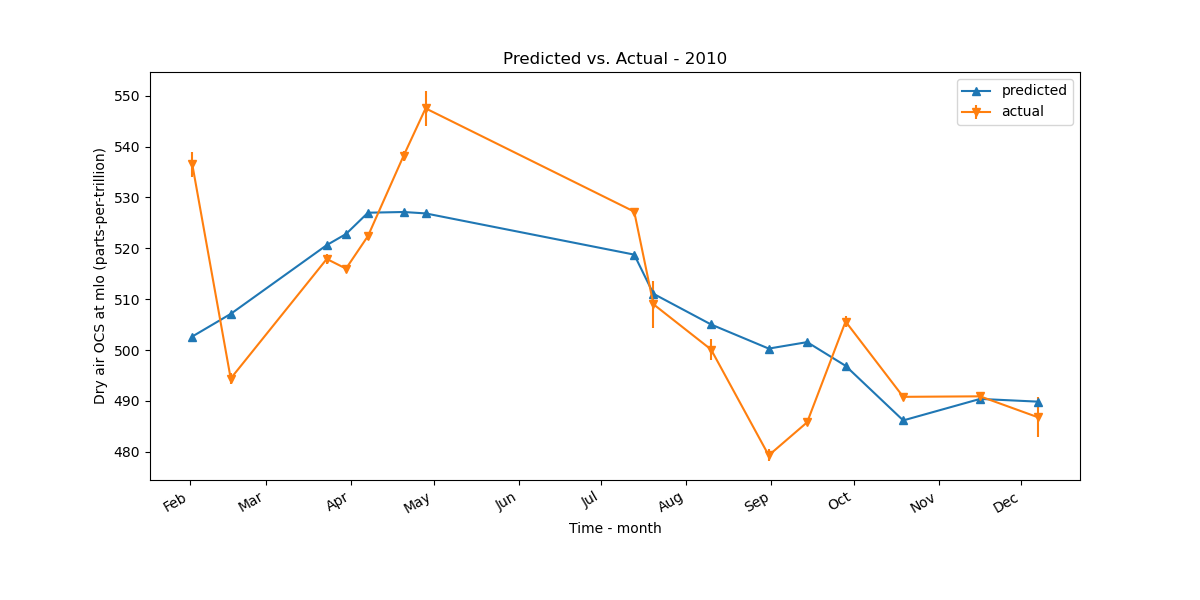 Predicted vs. Actual - 2010
predicted
actual
Dry air OCS at mlo (parts-per-trillion)
550
540
530
520
510
500
490
480
Feb
Mar
Apr
May
Jun
Jul
Aug
Sep
Oct
Nov
Dec
Time - month